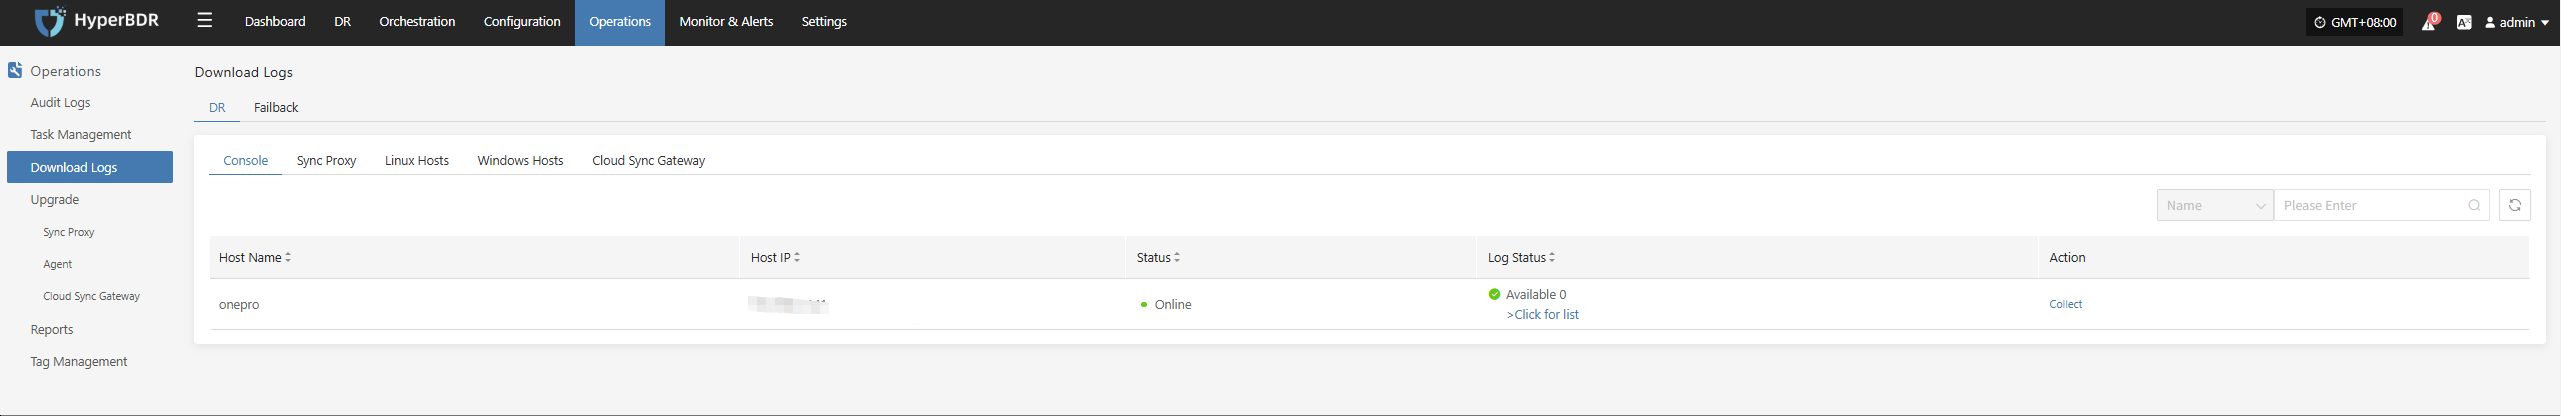 HyperBDR
Dashboard
DR
Orchestration
Configuration
Operations
Monitor & Alerts
Settings
GMT+08:00
0
admin
Operations
Audit Logs
Task Management
Download Logs
Upgrade
Sync Proxy
Agent
Cloud Sync Gateway
Reports
Tag Management
Download Logs
DR
Failback
Console
Sync Proxy
Linux Hosts
Windows Hosts
Cloud Sync Gateway
Name
Please Enter
Host Name
Host IP
Status
Log Status
Action
onepro
Online
Available 0
>Click for list
Collect